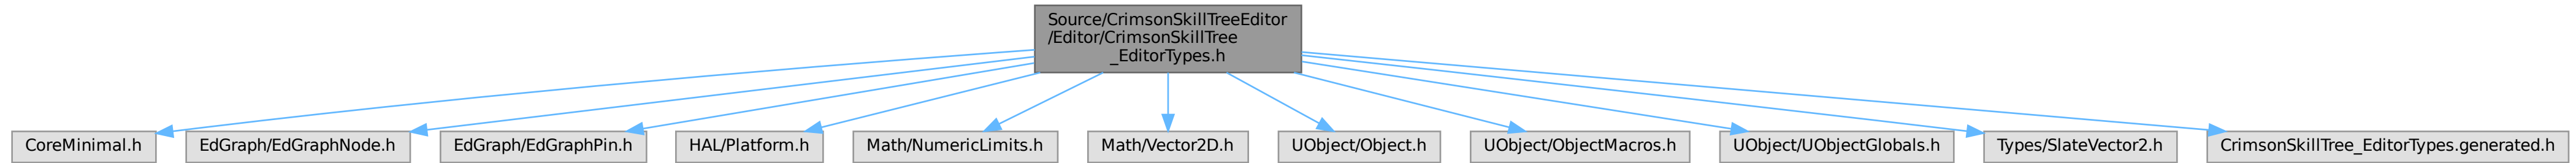 Source/CrimsonSkillTreeEditor
/Editor/CrimsonSkillTree
_EditorTypes.h
CoreMinimal.h
EdGraph/EdGraphNode.h
EdGraph/EdGraphPin.h
HAL/Platform.h
Math/NumericLimits.h
Math/Vector2D.h
UObject/Object.h
UObject/ObjectMacros.h
UObject/UObjectGlobals.h
Types/SlateVector2.h
CrimsonSkillTree_EditorTypes.generated.h